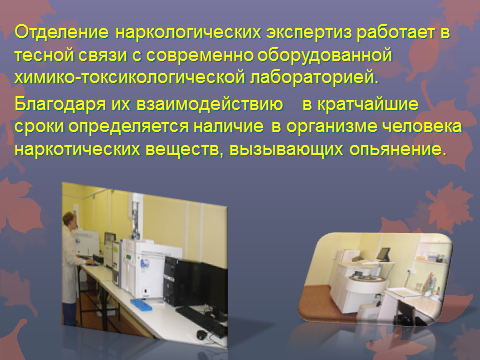 Отделение наркологических экспертиз работает в
тесной связи с современно оборудованной
химико-токсикологической лабораторией.
Благодаря их взаимодействию в кратчайшие
сроки определяется наличие в организме человека
наркотических веществ, вызывающих опьянение.